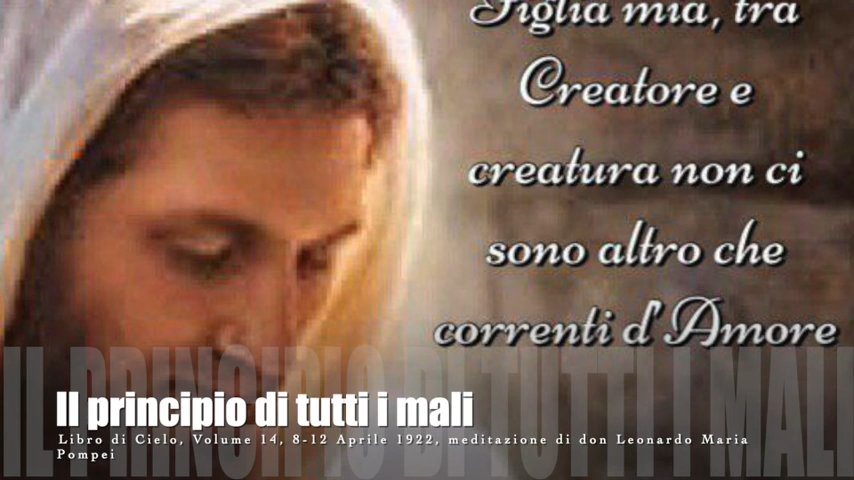 Figlia mia, tra
Creatore e
creatura non ci
sono altro che
correnti d'Amore
IL PRINCIPIO DI TUTTI I MALI
Il principio di tutti i mali
Libro di Cielo, Volume 14, 8-12 Aprile 1922, meditazione di don Leonardo Maria
Pompei